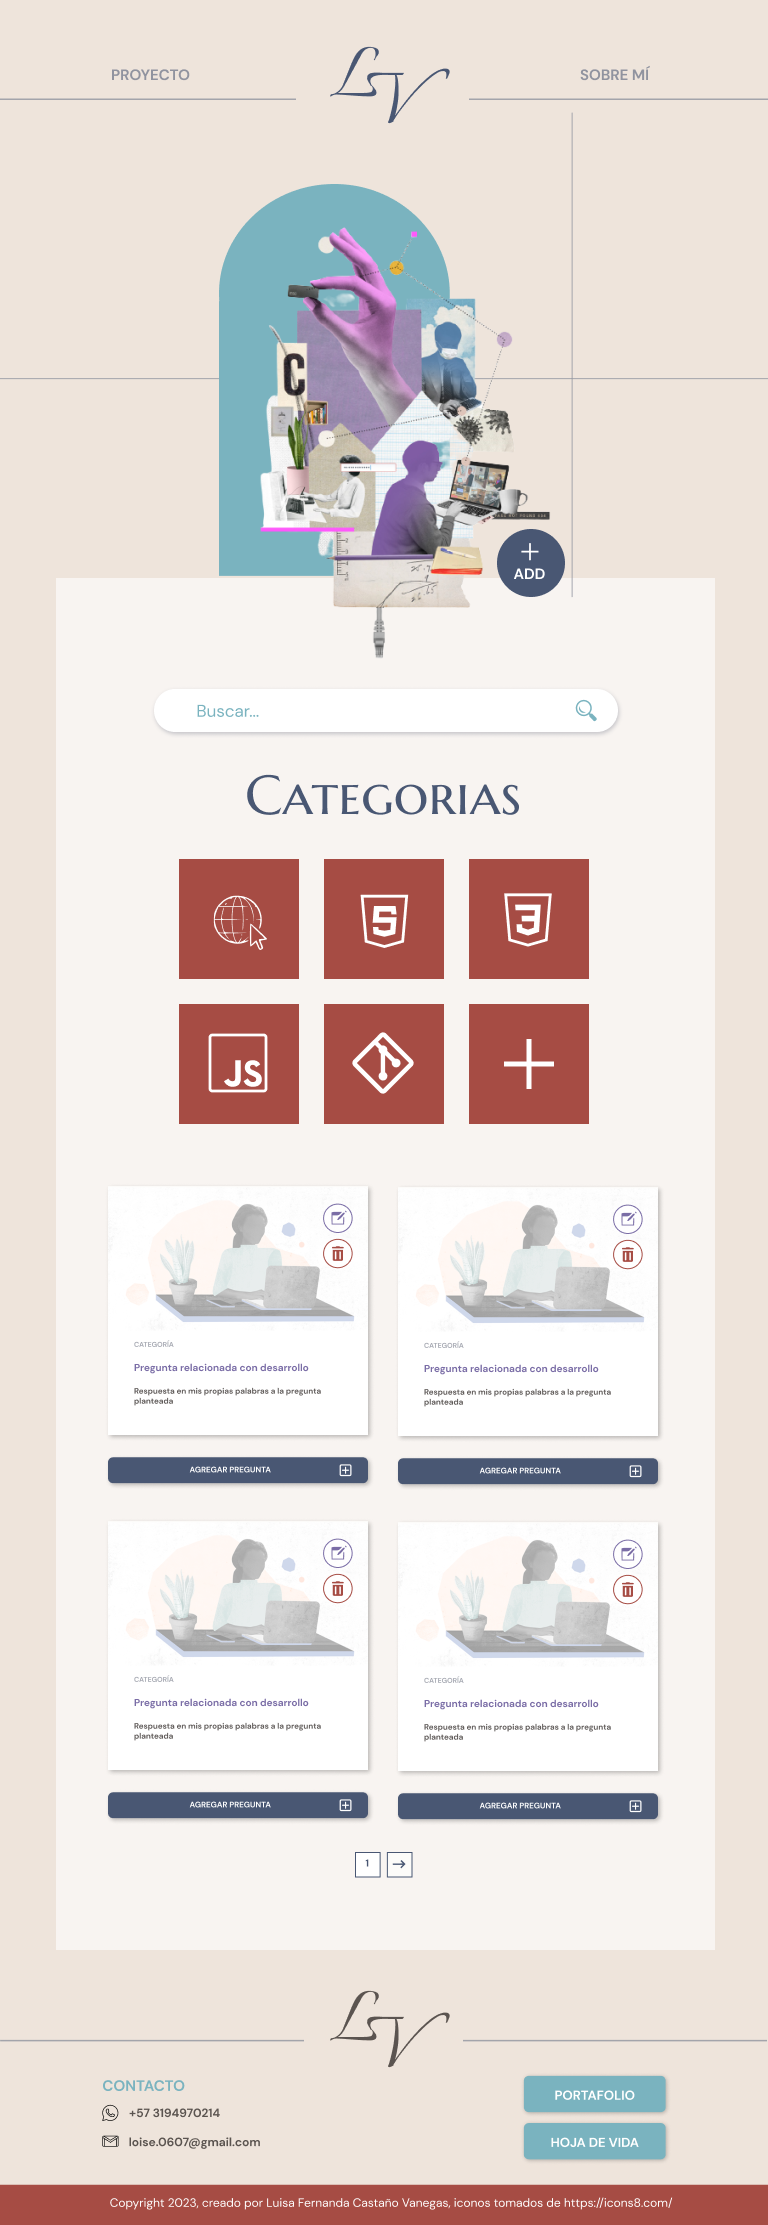 PROYECTO
LsV
SOBRE MÍ
C
ADD
Buscar...
CATEGORIAS
5
3
JS
CATEGORÍA
Pregunta relacionada con desarrollo
Respuesta en mis propias palabras a la pregunta
planteada
AGREGAR PREGUNTA
CATEGORÍA
Pregunta relacionada con desarrollo
Respuesta en mis propias palabras a la pregunta
planteada
AGREGAR PREGUNTA
CATEGORÍA
Pregunta relacionada con desarrollo
Respuesta en mis propias palabras a la pregunta
planteada
AGREGAR PREGUNTA
CATEGORÍA
Pregunta relacionada con desarrollo
Respuesta en mis propias palabras a la pregunta
planteada
AGREGAR PREGUNTA
1
LsV
CONTACTO
+57 3194970214
loise.0607@gmail.com
PORTAFOLIO
HOJA DE VIDA
Copyright 2023, creado por Luisa Fernanda Castaño Vanegas, iconos tomados de https://icons8.com/